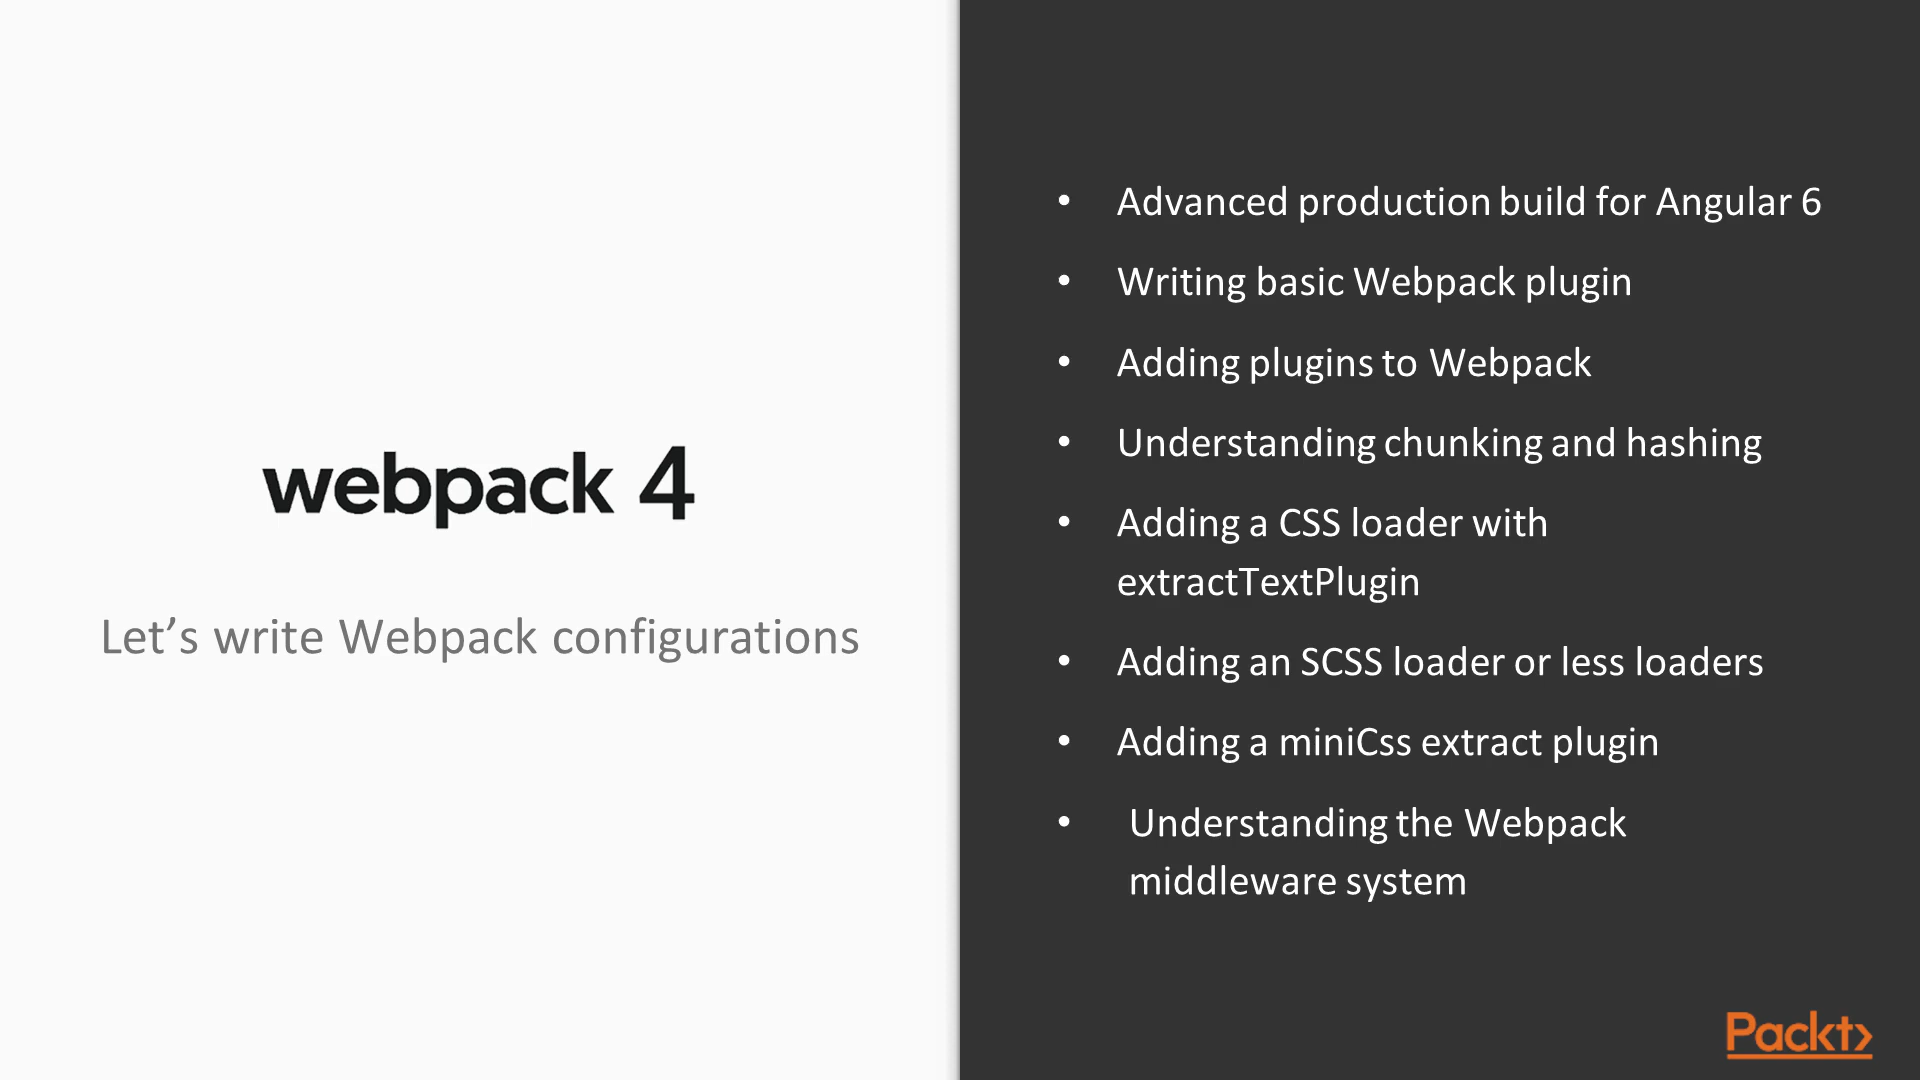 webpack 4
Let’s write Webpack configurations
• Advanced production build for Angular 6
• Writing basic Webpack plugin
• Adding plugins to Webpack
• Understanding chunking and hashing
• Adding a CSS loader with
extractTextPlugin
• Adding an SCSS loader or less loaders
• Adding a miniCss extract plugin
• Understanding the Webpack
middleware system
Packt>